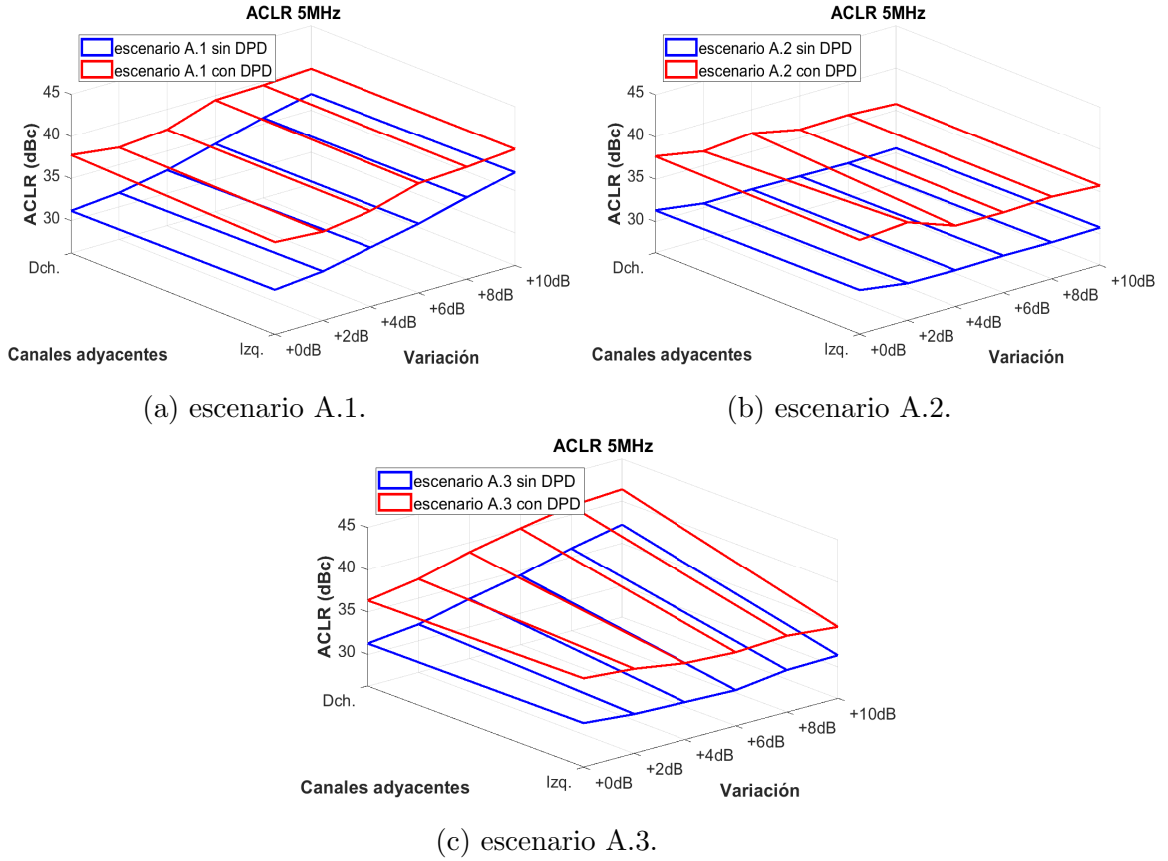 ACLR 5MHz
escenario A.1 sin DPD
escenario A.1 con DPD
45
40
35
30
ACLR (dBc)
Dch.
Izq.
Canales adyacentes
+0dB
+2dB
+4dB
+6dB
+8dB
+10dB
Variación
(a) escenario A.1.
ACLR 5MHz
escenario A.2 sin DPD
escenario A.2 con DPD
45
40
35
30
ACLR (dBc)
Dch.
Izq.
Canales adyacentes
+0dB
+2dB
+4dB
+6dB
+8dB
+10dB
Variación
(b) escenario A.2.
ACLR 5MHz
escenario A.3 sin DPD
escenario A.3 con DPD
45
40
35
30
ACLR (dBc)
Dch.
Izq.
Canales adyacentes
+0dB
+2dB
+4dB
+6dB
+8dB
+10dB
Variación
(c) escenario A.3.